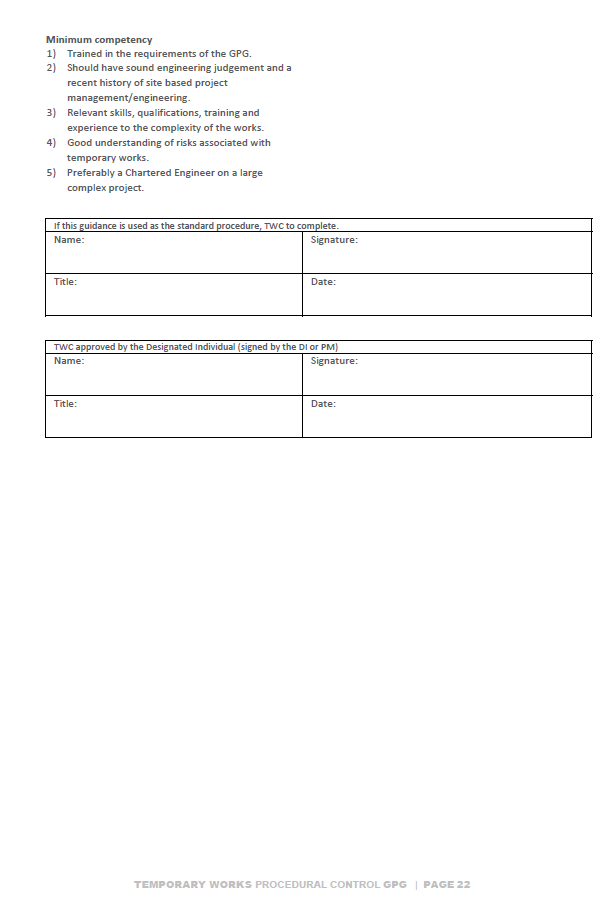 Minimum competency
1) Trained in the requirements of the GPG.
2) Should have sound engineering judgement and a
recent history of site based project
management/engineering.
3) Relevant skills, qualifications, training and
experience to the complexity of the works.
4) Good understanding of risks associated with
temporary works.
5) Preferably a Chartered Engineer on a large
complex project.
If this guidance is used as the standard procedure, TWC to complete.
Name: Signature:
Title: Date:
TWC approved by the Designated Individual (signed by the DI or PM)
Name: Signature:
Title: Date:
TEMPORARY WORKS PROCEDURAL CONTROL GPG | PAGE 22